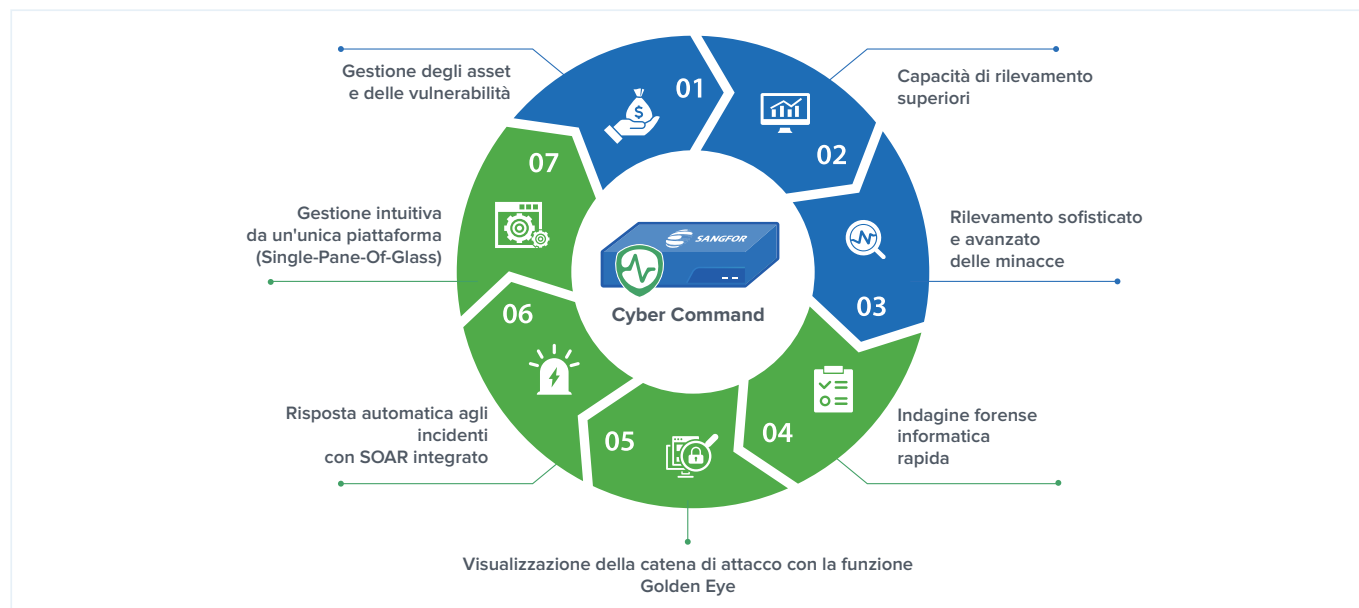 01
Gestione degli asset
e delle vulnerabilità
02
Capacità di rilevamento
superiori
03
Rilevamento sofisticato
e avanzato
delle minacce
04
Indagine forense
informatica
rapida
05
Visualizzazione della catena di attacco con la funzione
Golden Eye
06
Risposta automatica agli
incidenti
con SOAR integrato
07
Gestione intuitiva
da un'unica piattaforma
(Single-Pane-Of-Glass)
$
SANGFOR
Cyber Command